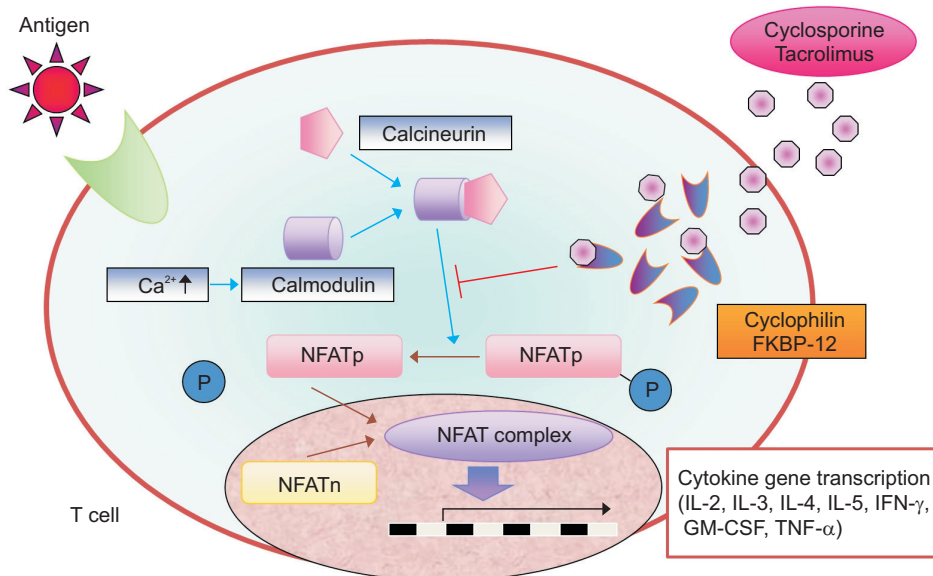 Antigen
Cyclosporine
Tacrolimus
Calcineurin
Ca²⁺↑
Calmodulin
Cyclophilin
FKBP-12
NFATp
NFATp
P
P
NFAT complex
NFATn
T cell
Cytokine gene transcription
(IL-2, IL-3, IL-4, IL-5, IFN-γ,
GM-CSF, TNF-α)